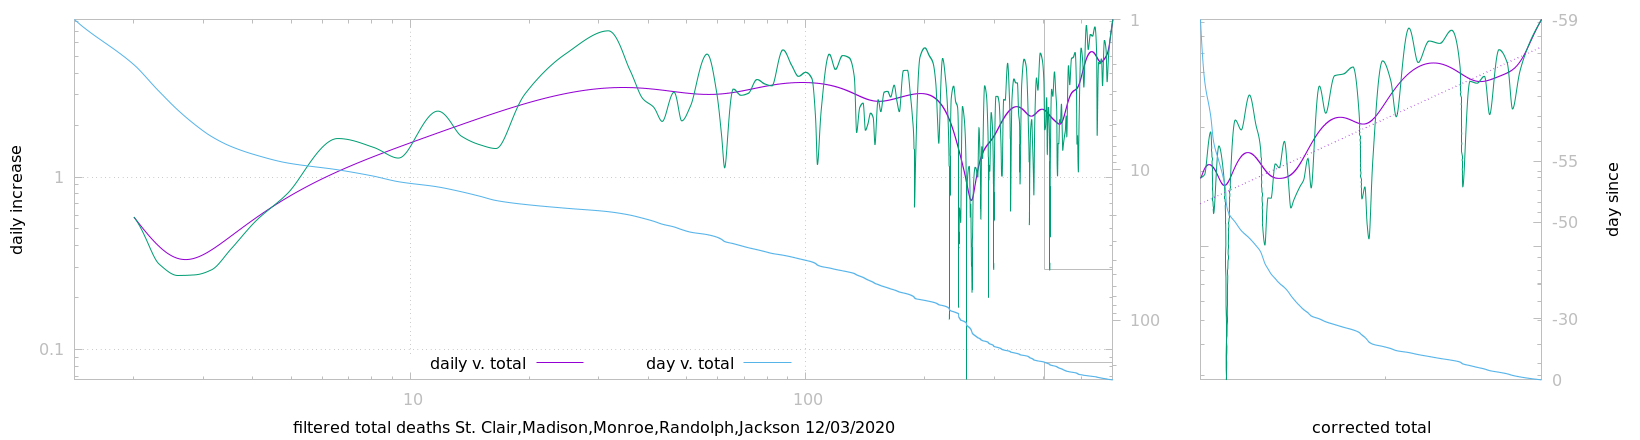 daily increase
1
0.1
10
100
1
10
100
daily v. total
day v. total
filtered total deaths St. Clair,Madison,Monroe,Randolph,Jackson 12/03/2020
-59
-55
-50
-30
0
day since
corrected total